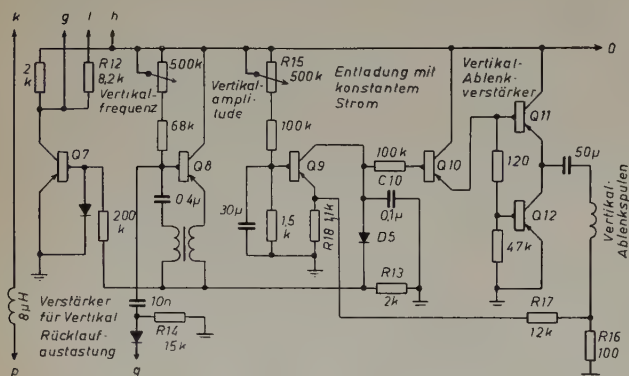 k
g
l
h
0
2
k
R12
8,2k
500k
Vertikal-
frequenz
68k
Q7
Q8
200
k
0.4µ
R15
500k
Vertikal-
ampli-
tude
100k
Entladung mit
konstantem
Strom
Q9
30µ
1,5
k
R18 1,1k
100k
C10
0,1µ
D5
R13
2k
Q10
Vertikal-
Ablenk-
verstärker
Q11
120
Q12
47k
50µ
Vertikal-
Ablenkspulen
R17
12k
R16
100
8µH
Verstärker
für Vertikal
Rücklauf-
austastung
10n
R14
15k
p
q